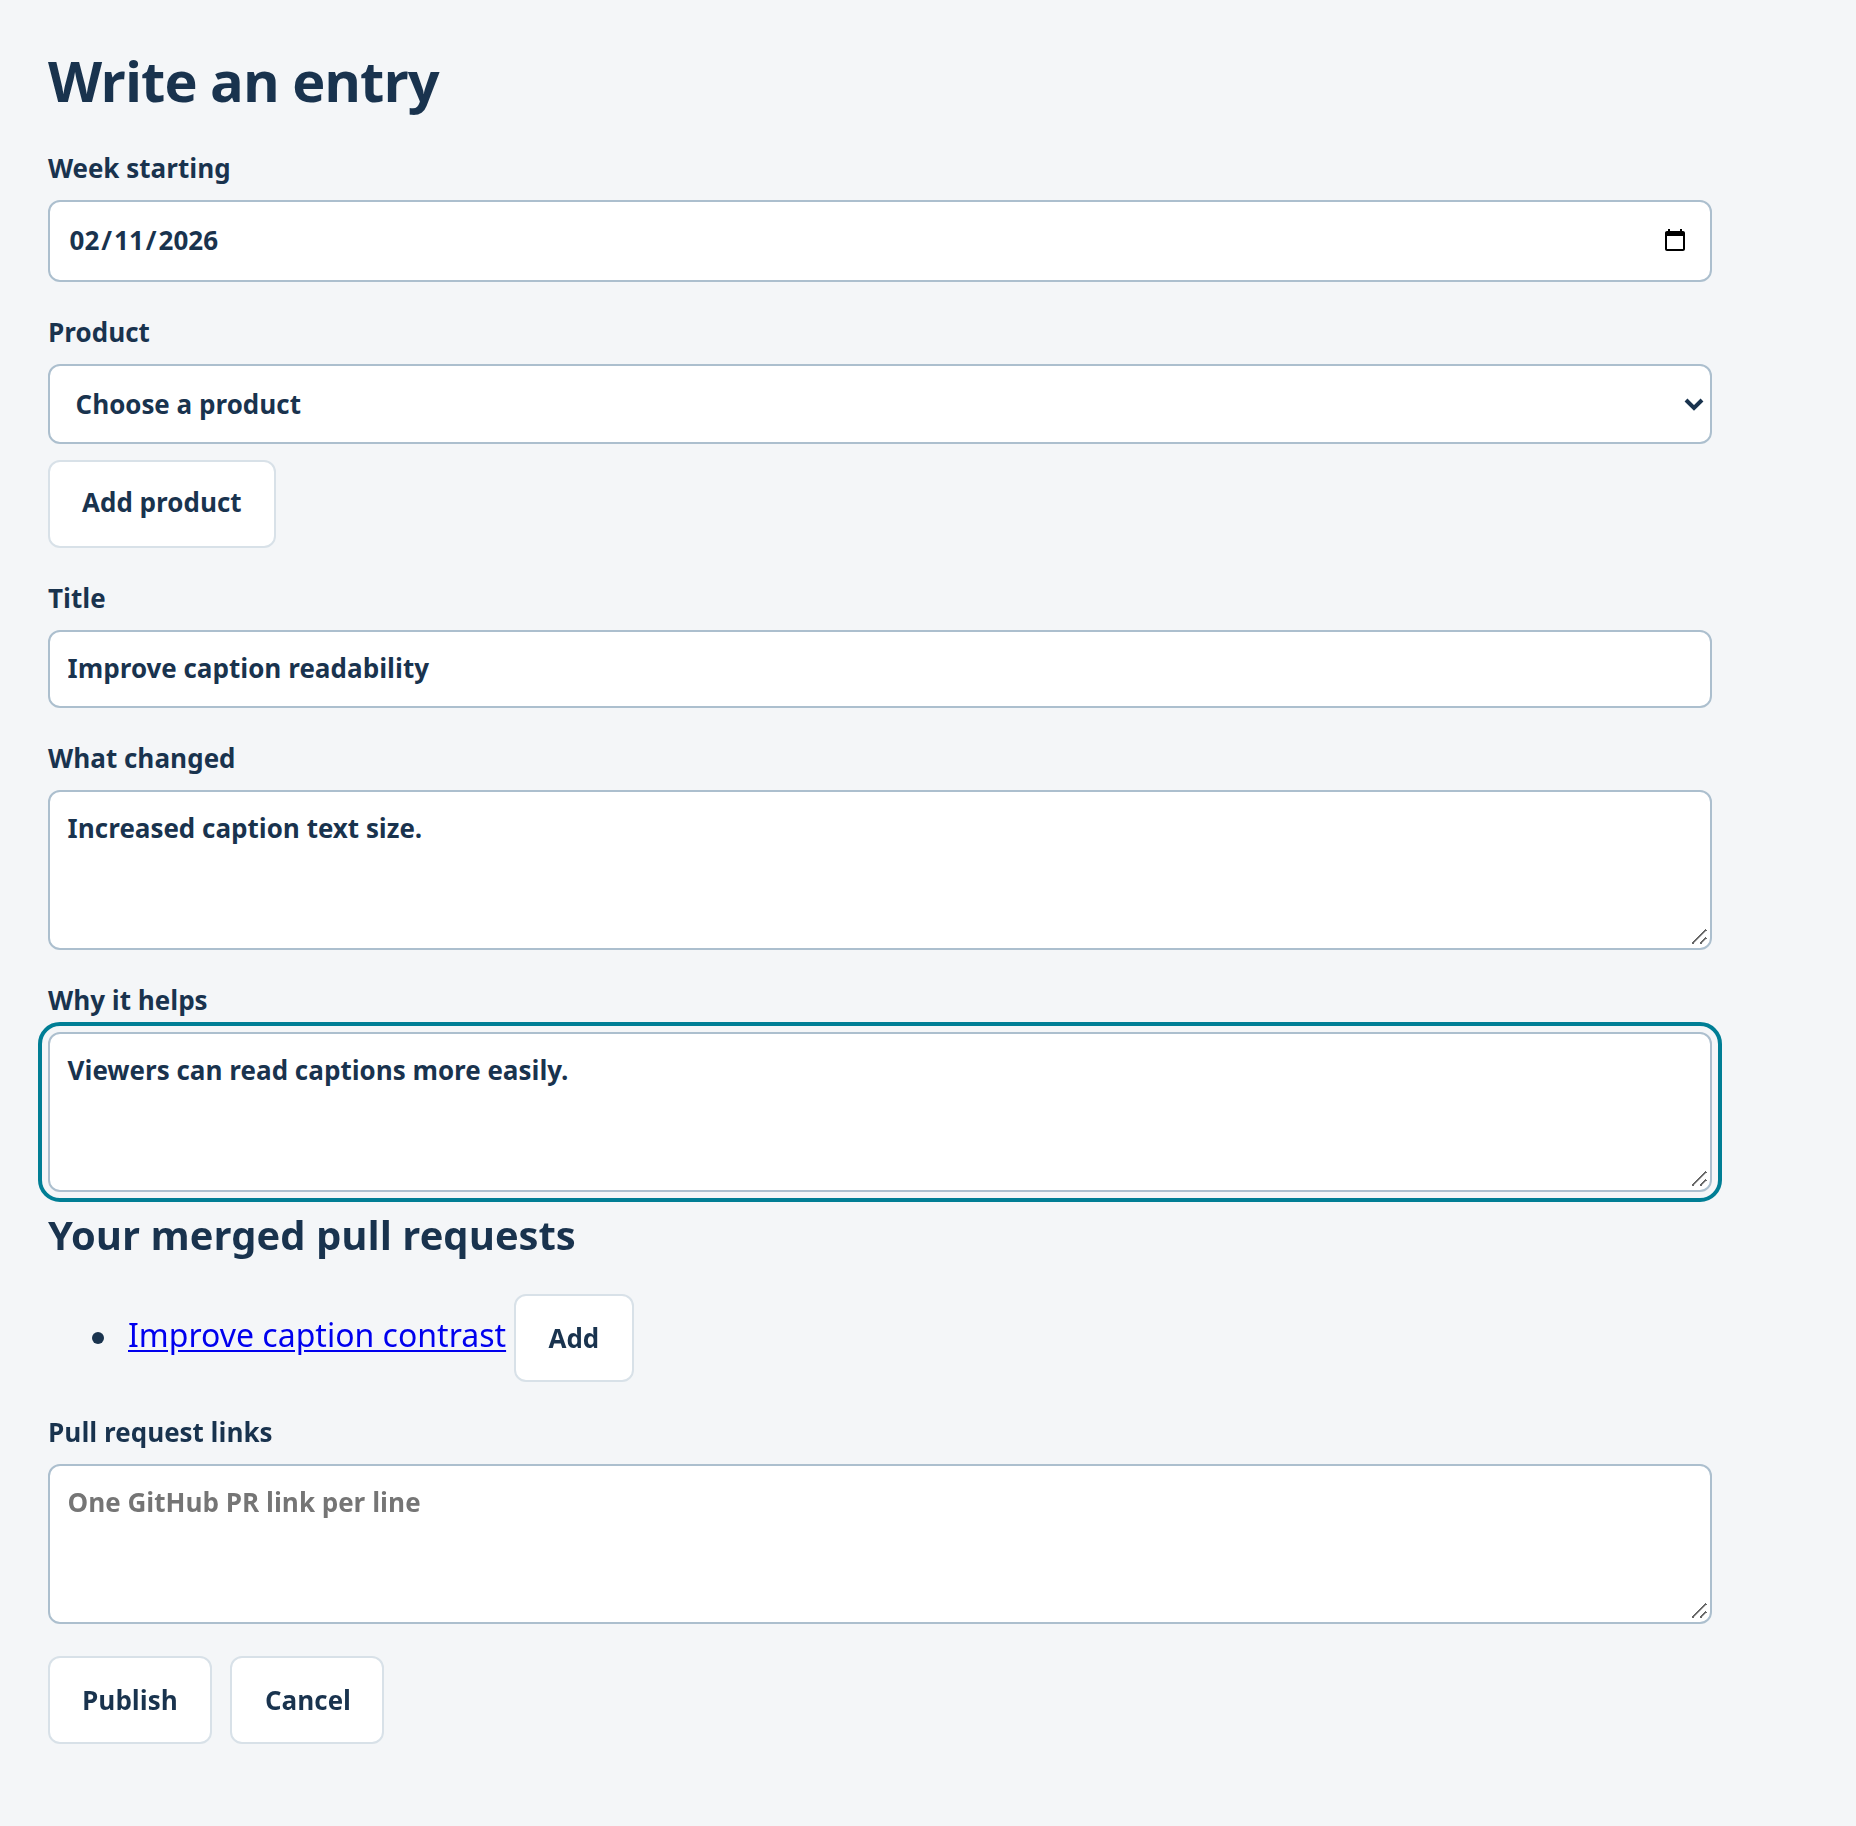 Write an entry
Week starting
02/11/2026
Product
Choose a product
Add product
Title
Improve caption readability
What changed
Increased caption text size.
Why it helps
Viewers can read captions more easily.
Your merged pull requests
Improve caption contrast Add
Pull request links
One GitHub PR link per line
Publish Cancel